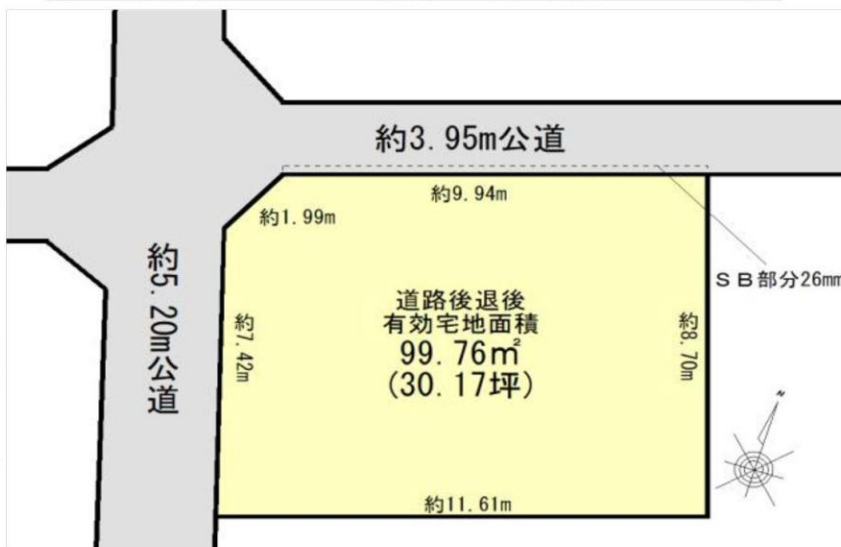 約3.95m公道
約9.94m
約1.99m
SB部分26mm
約5.20m公道
道路後退後
有効宅地面積
99.76㎡
(30.17坪)
約7.42m
約8.70m
N
約11.61m